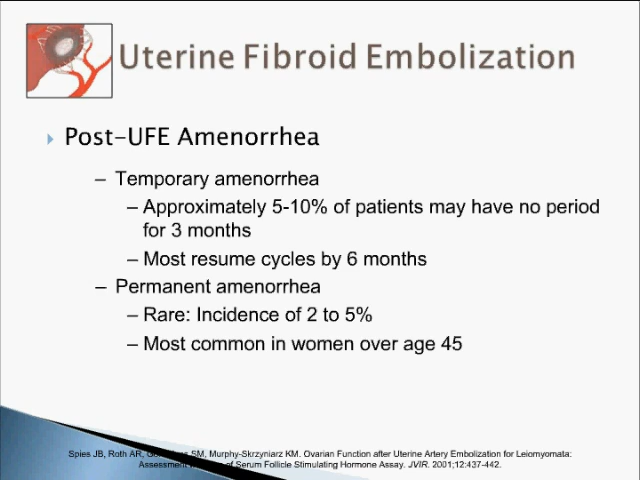 Uterine Fibroid Embolization
Post-UFE Amenorrhea
– Temporary amenorrhea
– Approximately 5-10% of patients may have no period
for 3 months
– Most resume cycles by 6 months
– Permanent amenorrhea
– Rare: Incidence of 2 to 5%
– Most common in women over age 45
Spies JB, Roth AR, SM, Murphy-Skrzyniarz KM. Ovarian Function after Uterine Artery Embolization for Leiomyomata:
Assessment of Serum Follicle Stimulating Hormone Assay. JVIR. 2001;12:437-442.